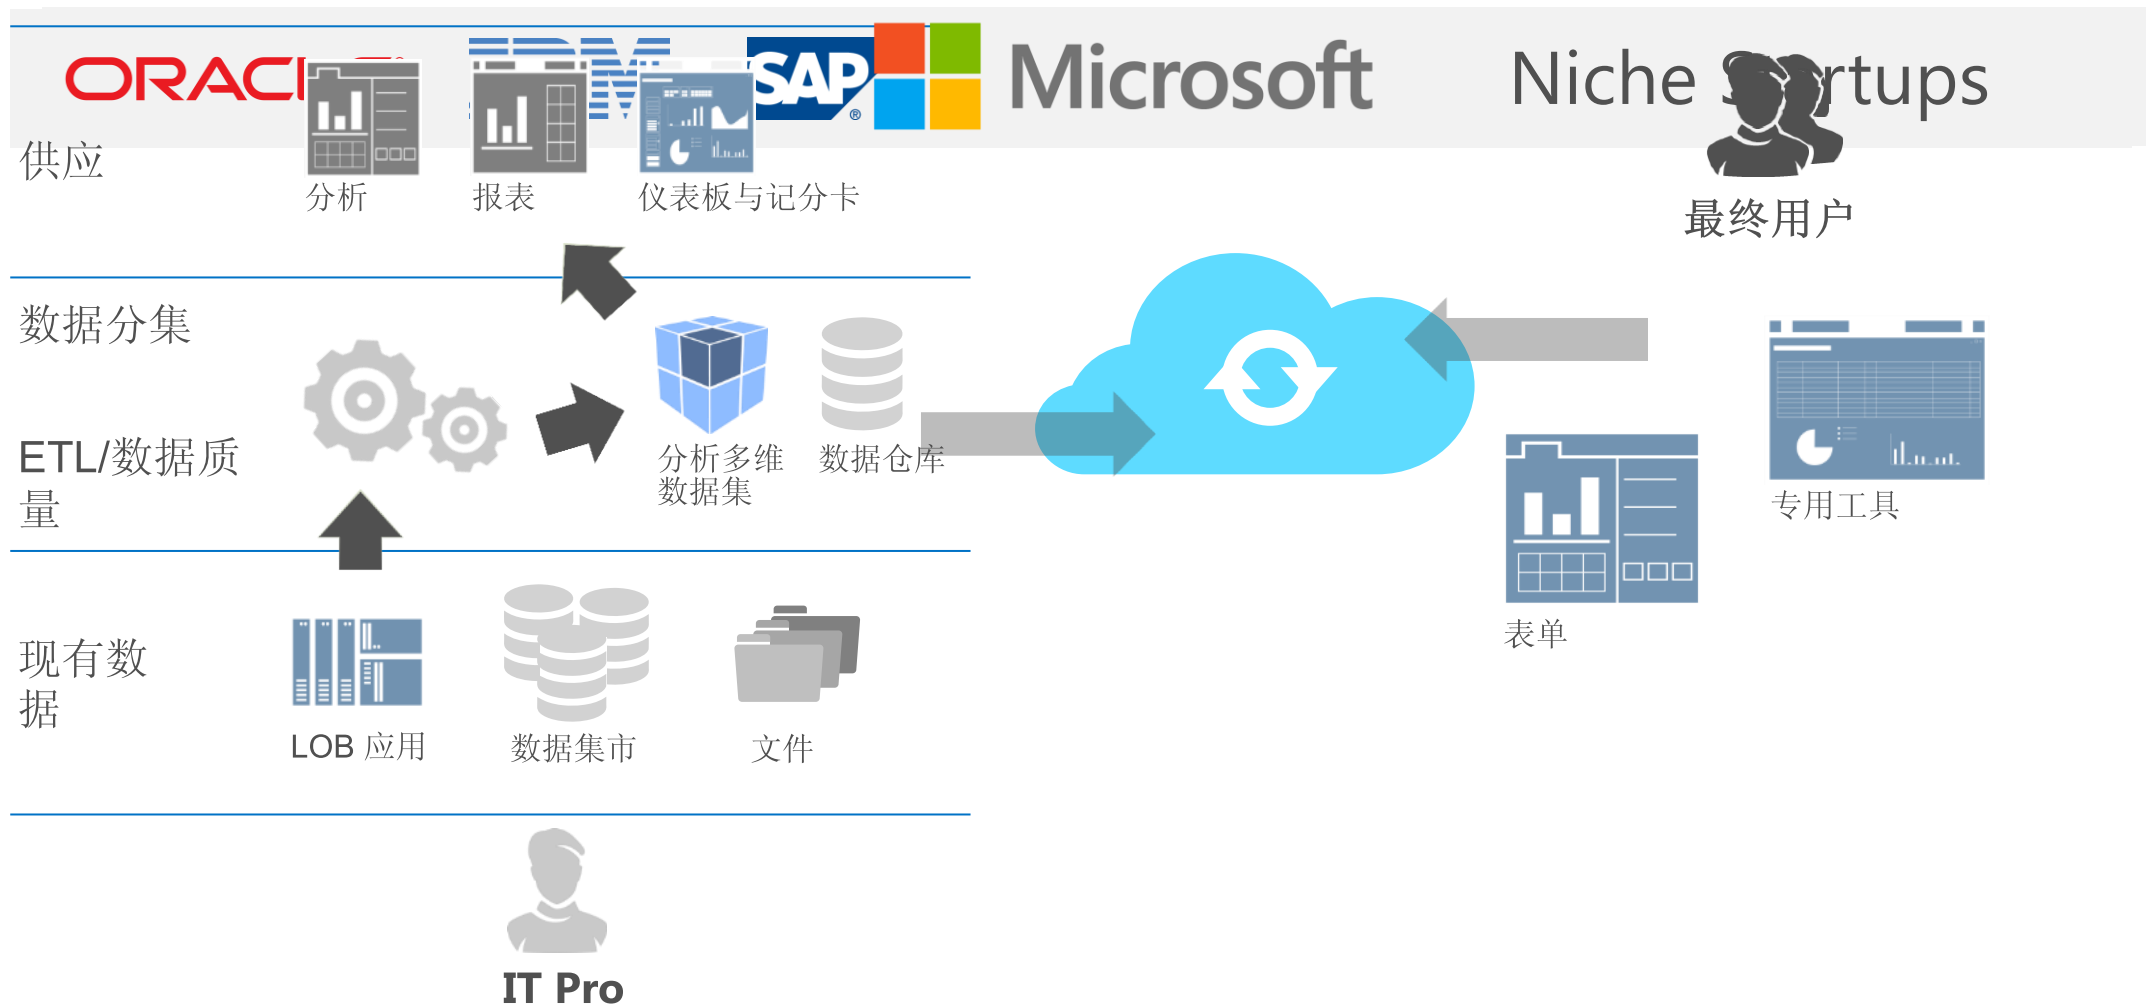 ORACLE
IBM
SAP
®
Microsoft
Niche Startups
供应
分析
报表
仪表板与记分卡
最终用户
数据分集
ETL/数据质
量
分析多维
数据集
数据仓库
专用工具
表单
现有数
据
LOB 应用
数据集市
文件
IT Pro